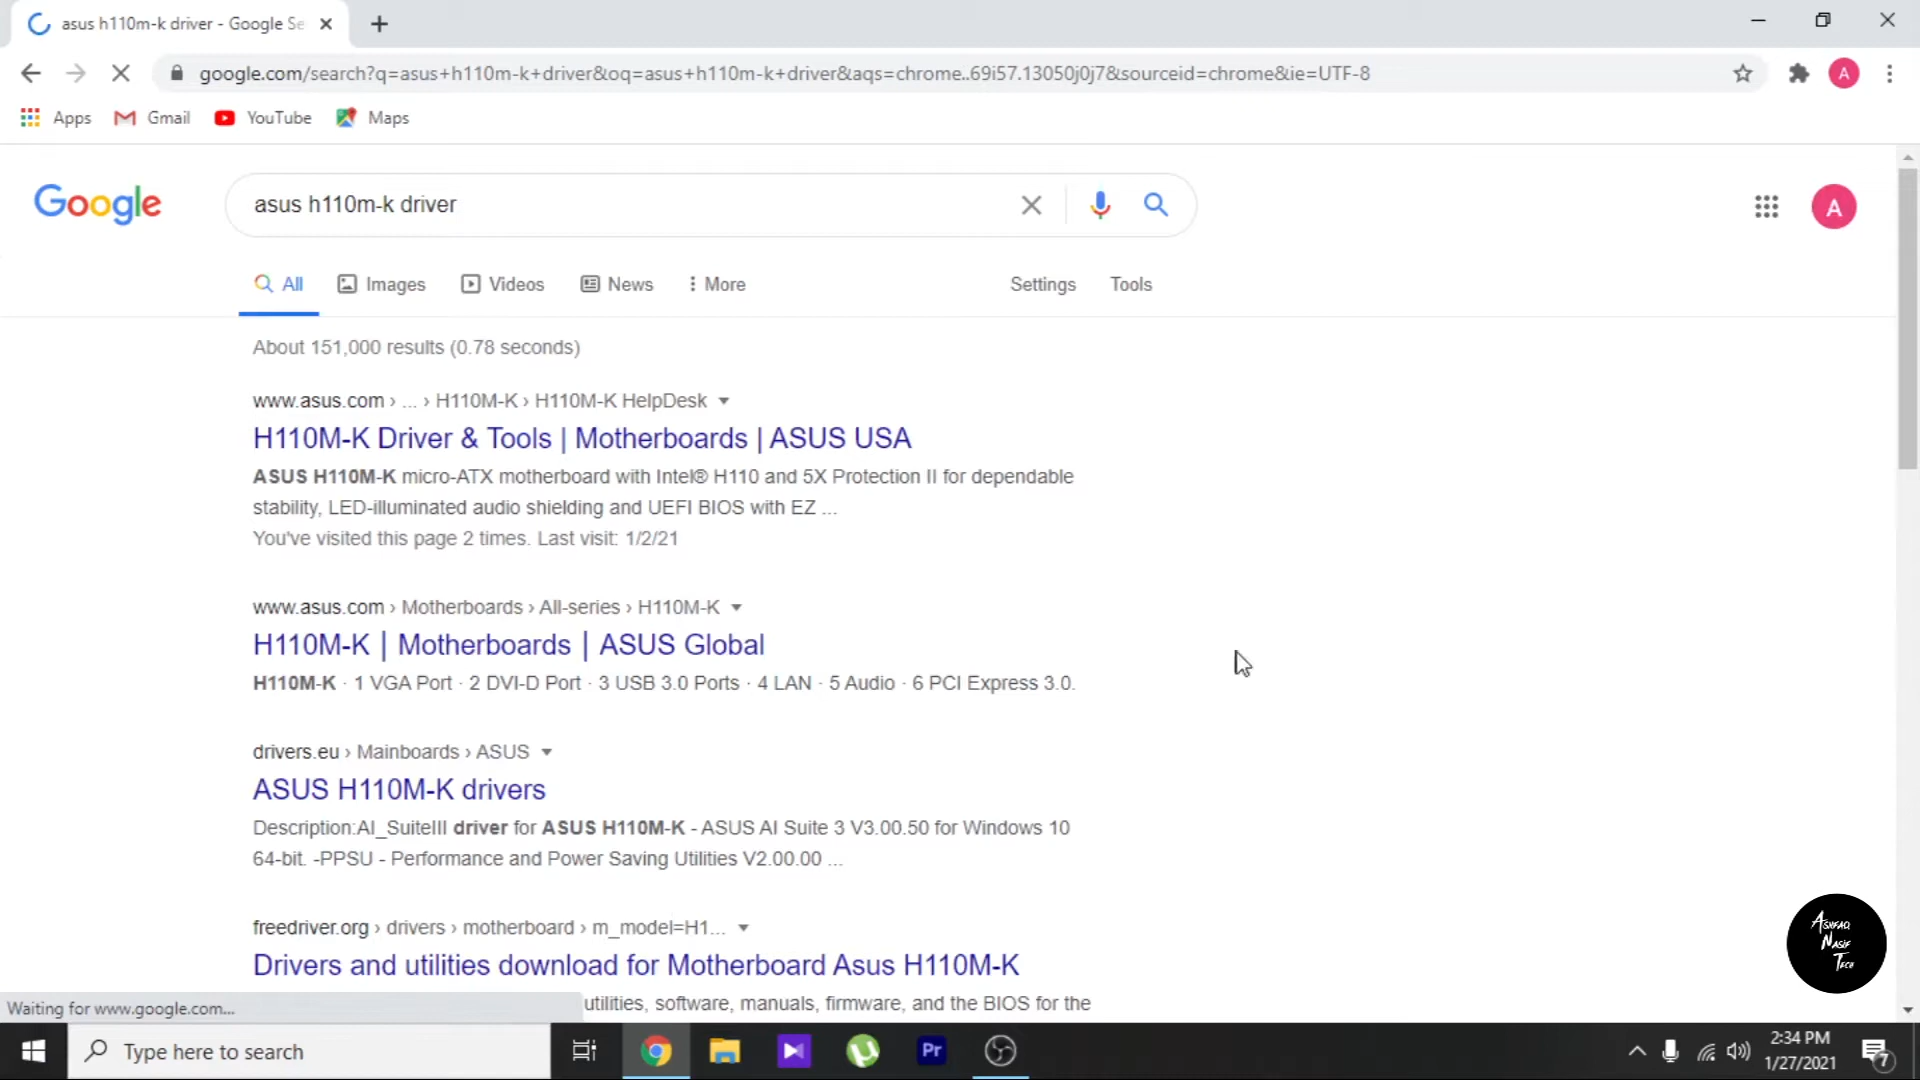 asus h110m-k driver - Google Se
google.com/search?q=asus+h110m-k+driver&oq=asus+h110m-k+driver&aqs=chrome..69i57.13050j0j7&sourceid=chrome&ie=UTF-8
A
Apps Gmail YouTube Maps
Google
asus h110m-k driver
A
All Images Videos News More Settings Tools
About 151,000 results (0.78 seconds)
www.asus.com › ... › H110M-K › H110M-K HelpDesk
H110M-K Driver & Tools | Motherboards | ASUS USA
ASUS H110M-K micro-ATX motherboard with Intel® H110 and 5X Protection II for dependable
stability, LED-illuminated audio shielding and UEFI BIOS with EZ ...
You've visited this page 2 times. Last visit: 1/2/21
www.asus.com › Motherboards › All-series › H110M-K
H110M-K | Motherboards | ASUS Global
H110M-K · 1 VGA Port · 2 DVI-D Port · 3 USB 3.0 Ports · 4 LAN · 5 Audio · 6 PCI Express 3.0.
drivers.eu › Mainboards › ASUS
ASUS H110M-K drivers
Description:AI_SuiteIII driver for ASUS H110M-K - ASUS AI Suite 3 V3.00.50 for Windows 10
64-bit. -PPSU - Performance and Power Saving Utilities V2.00.00 ...
freedriver.org › drivers › motherboard › m_model=H1...
Drivers and utilities download for Motherboard Asus H110M-K
utilities, software, manuals, firmware, and the BIOS for the
Waiting for www.google.com...
Ashfaq
Nasif
Tech
Type here to search
Pr
2:34 PM
1/27/2021
7